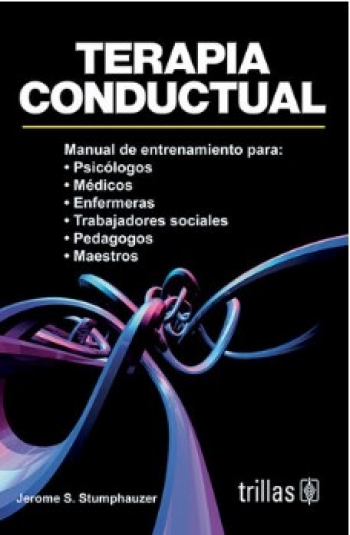 TERAPIA
CONDUCTUAL
Manual de entrenamiento para:
• Psicólogos
• Médicos
• Enfermeras
• Trabajadores sociales
• Pedagogos
• Maestros
Jerome S. Stumphauzer
trillas